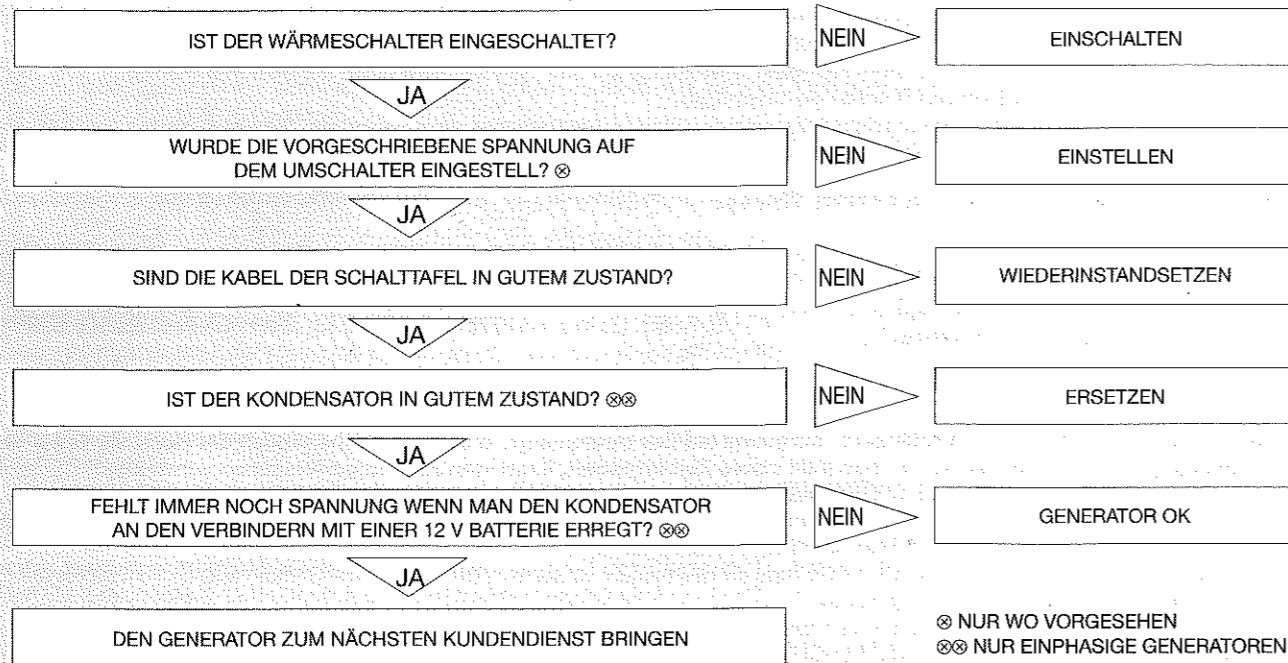 IST DER WÄRMESCHALTER EINGESCHALTET?
NEIN
EINSCHALTEN
JA
WURDE DIE VORGESCHRIEBENE SPANNUNG AUF
DEM UMSCHALTER EINGESTELL? ⊗
NEIN
EINSTELLEN
JA
SIND DIE KABEL DER SCHALTTAFEL IN GUTEM ZUSTAND?
NEIN
WIEDERINSTANDSETZEN
JA
IST DER KONDENSATOR IN GUTEM ZUSTAND? ⊗⊗
NEIN
ERSETZEN
JA
FEHLT IMMER NOCH SPANNUNG WENN MAN DEN KONDENSATOR
AN DEN VERBINDERN MIT EINER 12 V BATTERIE ERREGT? ⊗⊗
NEIN
GENERATOR OK
JA
DEN GENERATOR ZUM NÄCHSTEN KUNDENDIENST BRINGEN
⊗ NUR WO VORGESEHEN
⊗⊗ NUR EINPHASIGE GENERATOREN